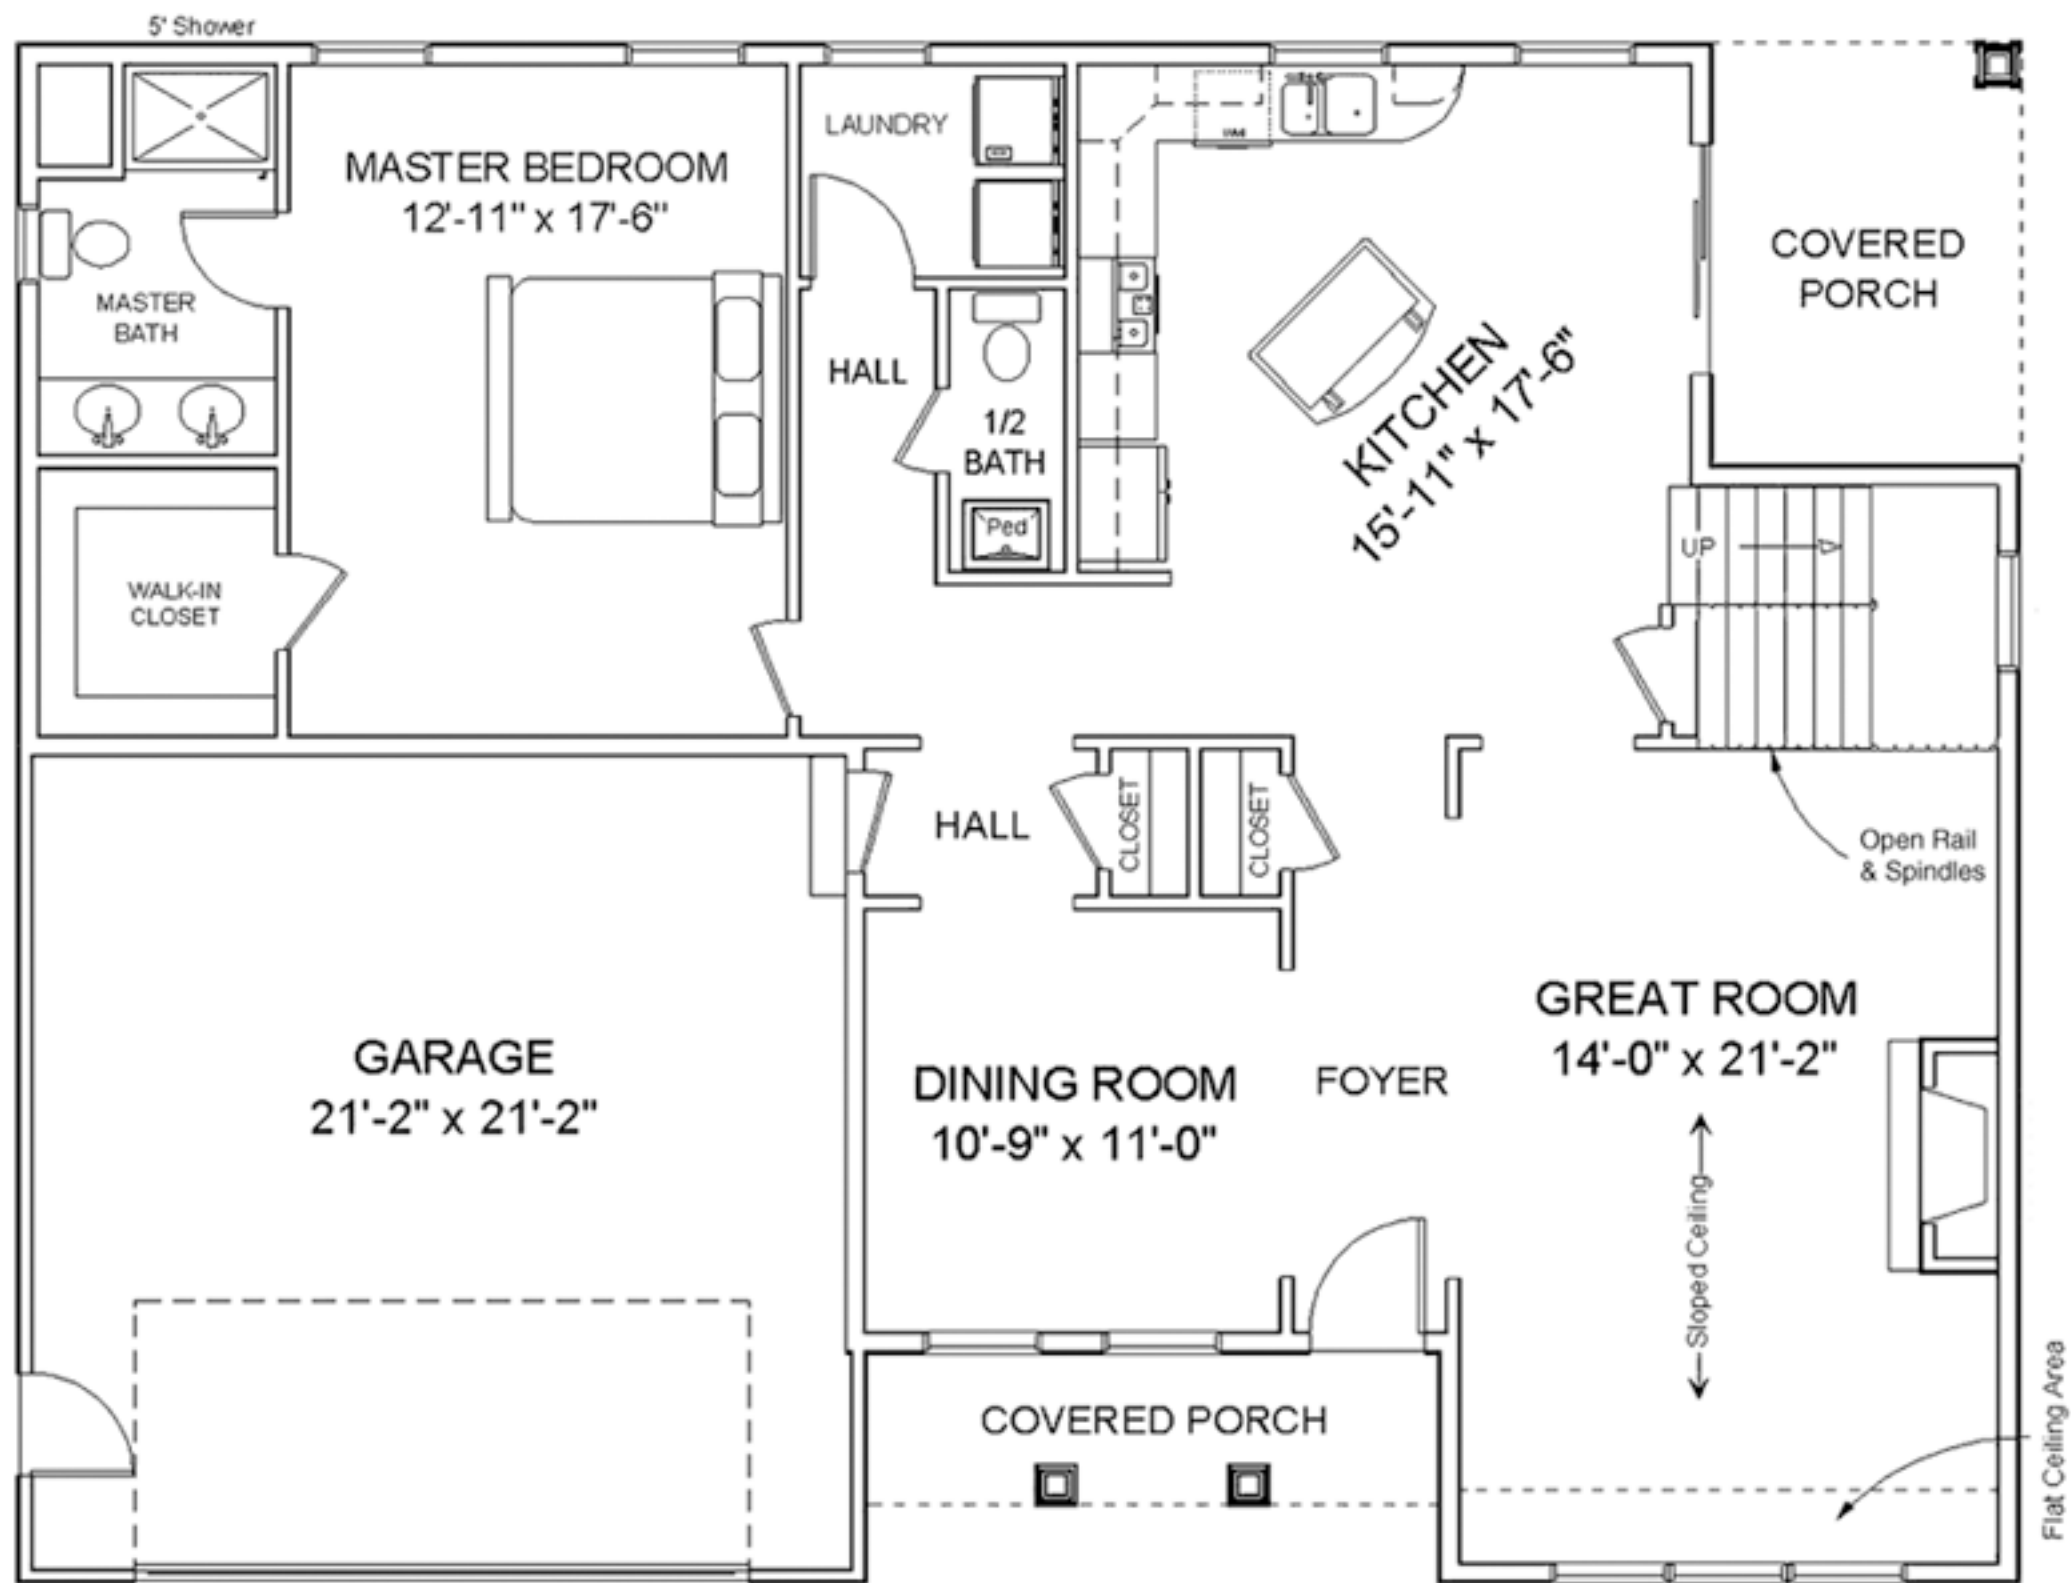 5' Shower
MASTER BEDROOM
12'-11" x 17'-6"
LAUNDRY
MASTER
BATH
HALL
1/2
BATH
Ped
KITCHEN
15'-11" x 17'-6"
COVERED
PORCH
UP
WALK-IN
CLOSET
HALL
CLOSET
CLOSET
Open Rail
& Spindles
GARAGE
21'-2" x 21'-2"
DINING ROOM
10'-9" x 11'-0"
FOYER
GREAT ROOM
14'-0" x 21'-2"
Sloped Ceiling
COVERED PORCH
Flat Ceiling Area